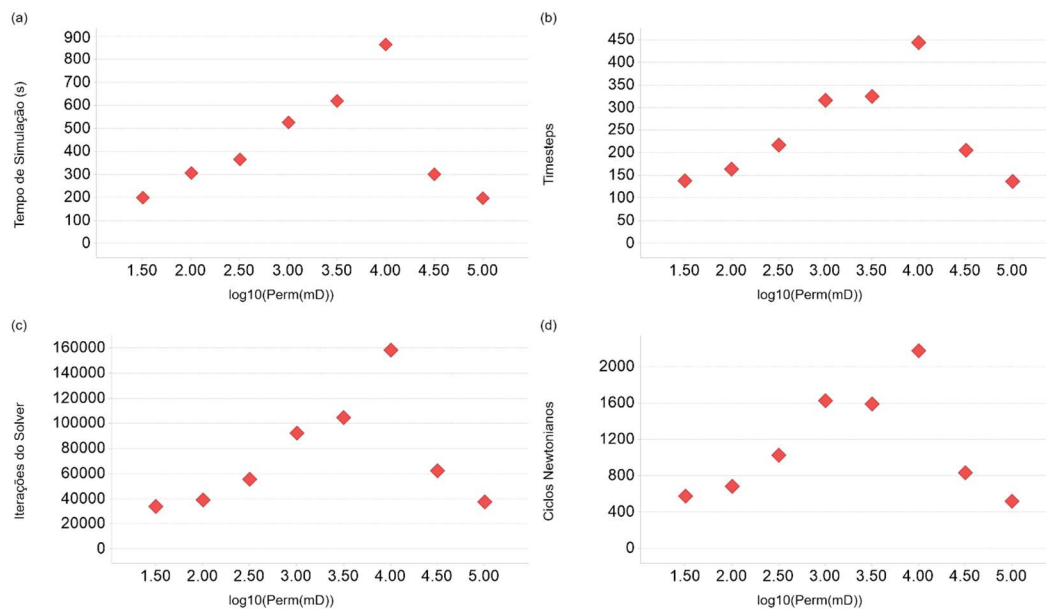 (a)
900
800
700
600
500
400
300
200
100
0
Tempo de Simulação (s)
1.50 2.00 2.50 3.00 3.50 4.00 4.50 5.00
log10(Perm(mD))
(b)
450
400
350
300
250
200
150
100
50
0
Timesteps
1.50 2.00 2.50 3.00 3.50 4.00 4.50 5.00
log10(Perm(mD))
(c)
160000
140000
120000
100000
80000
60000
40000
20000
0
Iterações do Solver
1.50 2.00 2.50 3.00 3.50 4.00 4.50 5.00
log10(Perm(mD))
(d)
2000
1600
1200
800
400
0
Ciclos Newtonianos
1.50 2.00 2.50 3.00 3.50 4.00 4.50 5.00
log10(Perm(mD))